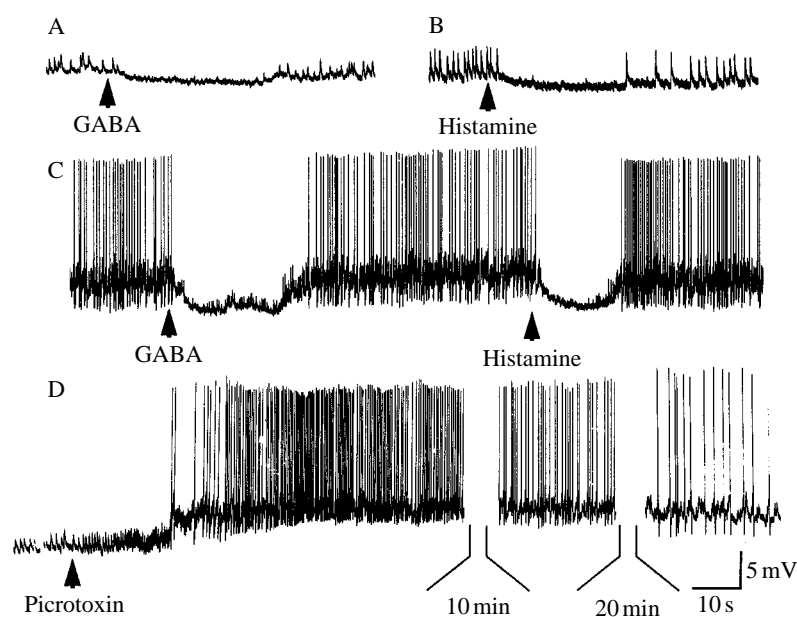 A
B
GABA
Histamine
C
GABA
Histamine
D
Picrotoxin
10 min
20 min
10 s
5 mV